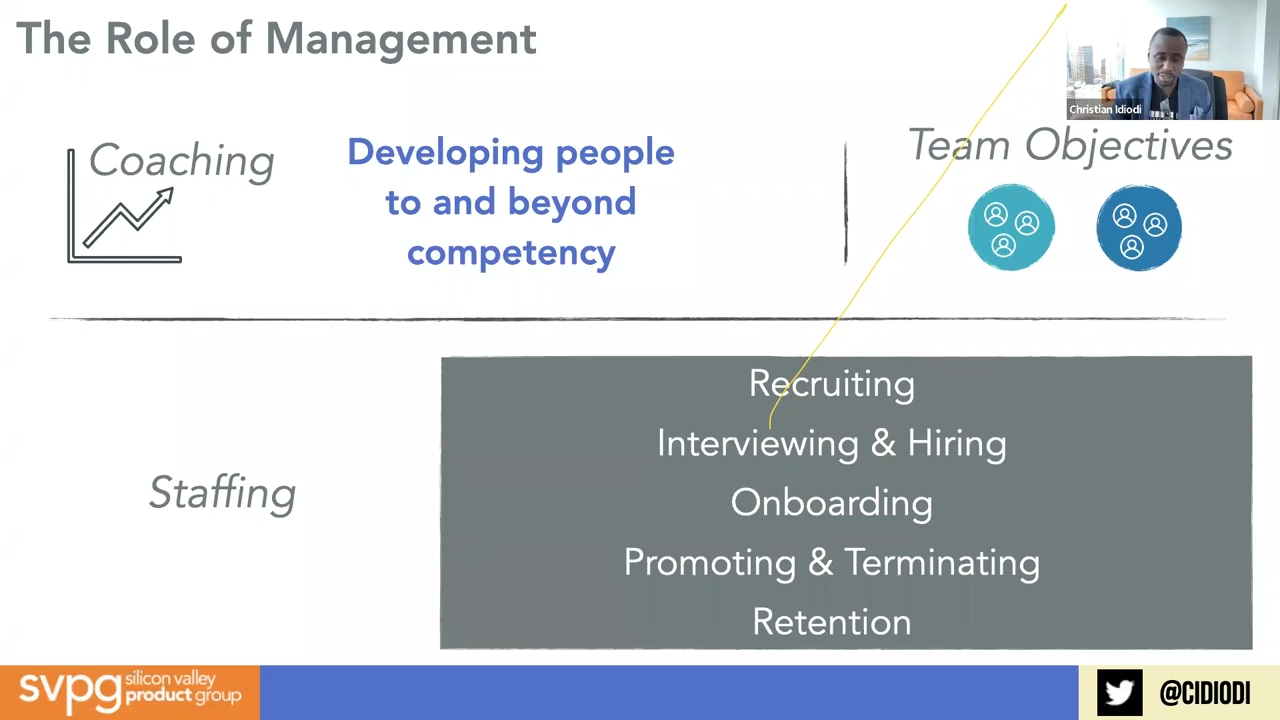 The Role of Management
Christian Idiodi
Coaching
Developing people
to and beyond
competency
Team Objectives
Staffing
Recruiting
Interviewing & Hiring
Onboarding
Promoting & Terminating
Retention
svpg silicon valley
product group
@CIDIODI